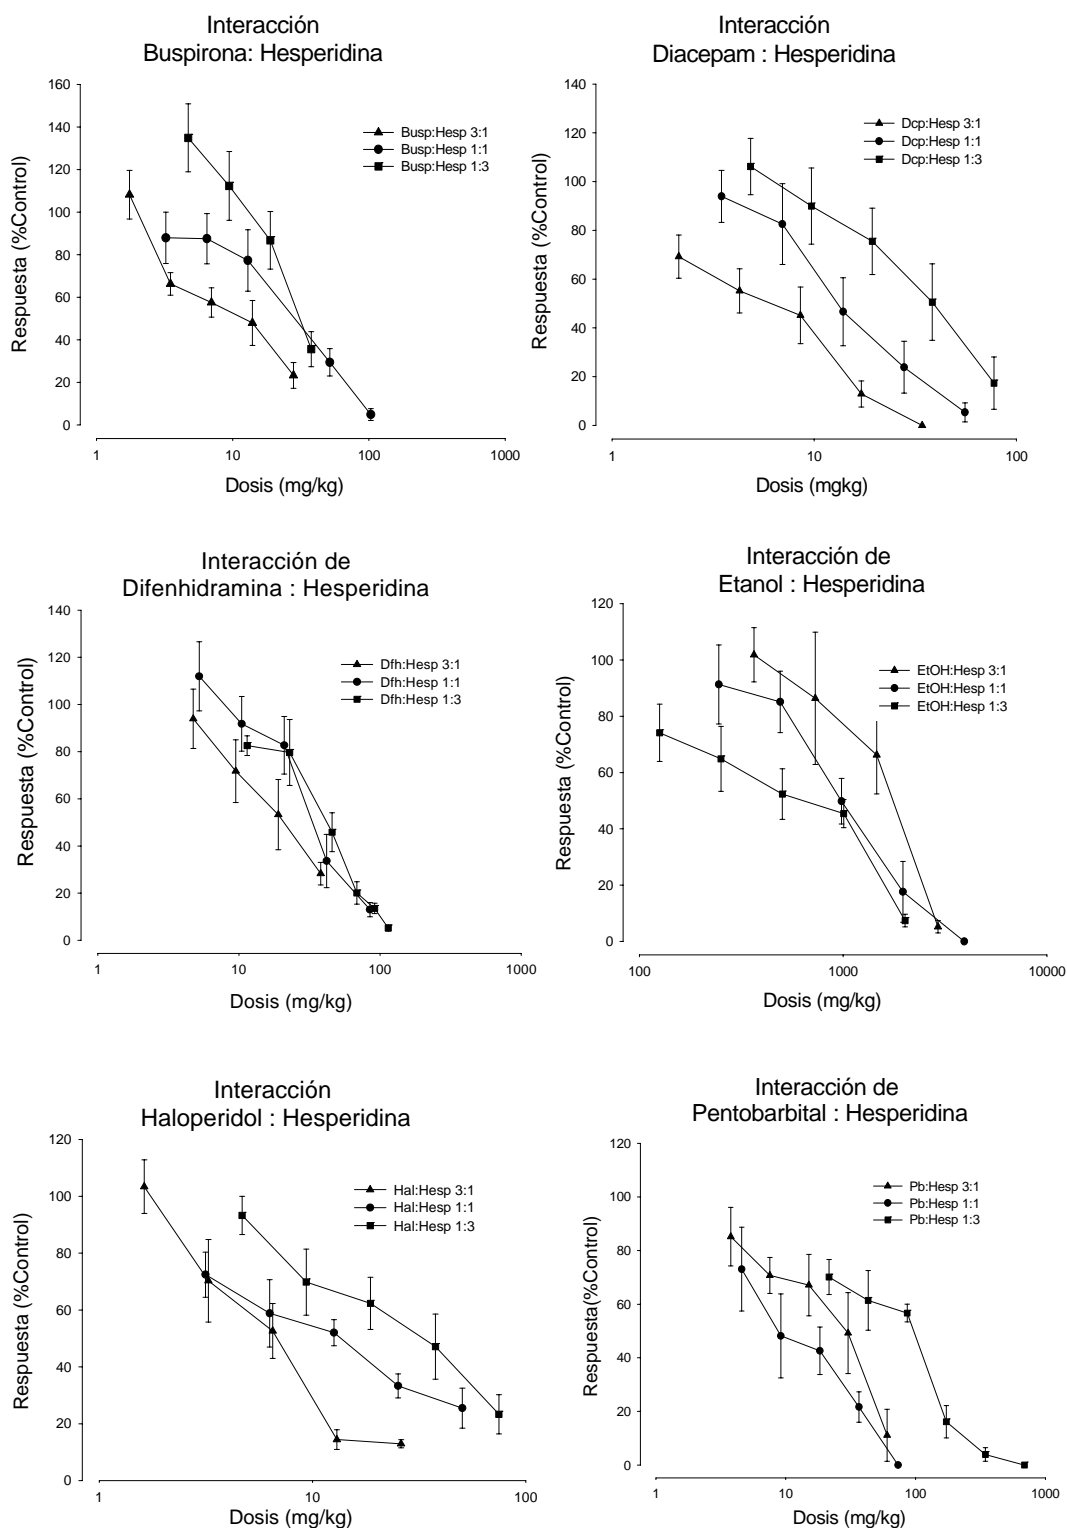 Interacción
Buspirona: Hesperidina
160
140
120
100
80
60
40
20
0
Respuesta (%Control)
Busp:Hesp 3:1
Busp:Hesp 1:1
Busp:Hesp 1:3
1
10
100
1000
Dosis (mg/kg)
Interacción
Diacepam : Hesperidina
140
120
100
80
60
40
20
0
Respuesta (%Control)
Dcp:Hesp 3:1
Dcp:Hesp 1:1
Dcp:Hesp 1:3
1
10
100
Dosis (mgkg)
Interacción de
Difenhidramina : Hesperidina
140
120
100
80
60
40
20
0
Respuesta (%Control)
Dfh:Hesp 3:1
Dfh:Hesp 1:1
Dfh:Hesp 1:3
1
10
100
1000
Dosis (mg/kg)
Interacción de
Etanol : Hesperidina
120
100
80
60
40
20
0
Respuesta (%Control)
EtOH:Hesp 3:1
EtOH:Hesp 1:1
EtOH:Hesp 1:3
100
1000
10000
Dosis (mg/kg)
Interacción
Haloperidol : Hesperidina
120
100
80
60
40
20
0
Respuesta (%Control)
Hal:Hesp 3:1
Hal:Hesp 1:1
Hal:Hesp 1:3
1
10
100
Dosis (mg/kg)
Interacción de
Pentobarbital : Hesperidina
120
100
80
60
40
20
0
Respuesta(%Control)
Pb:Hesp 3:1
Pb:Hesp 1:1
Pb:Hesp 1:3
1
10
100
1000
Dosis (mg/kg)